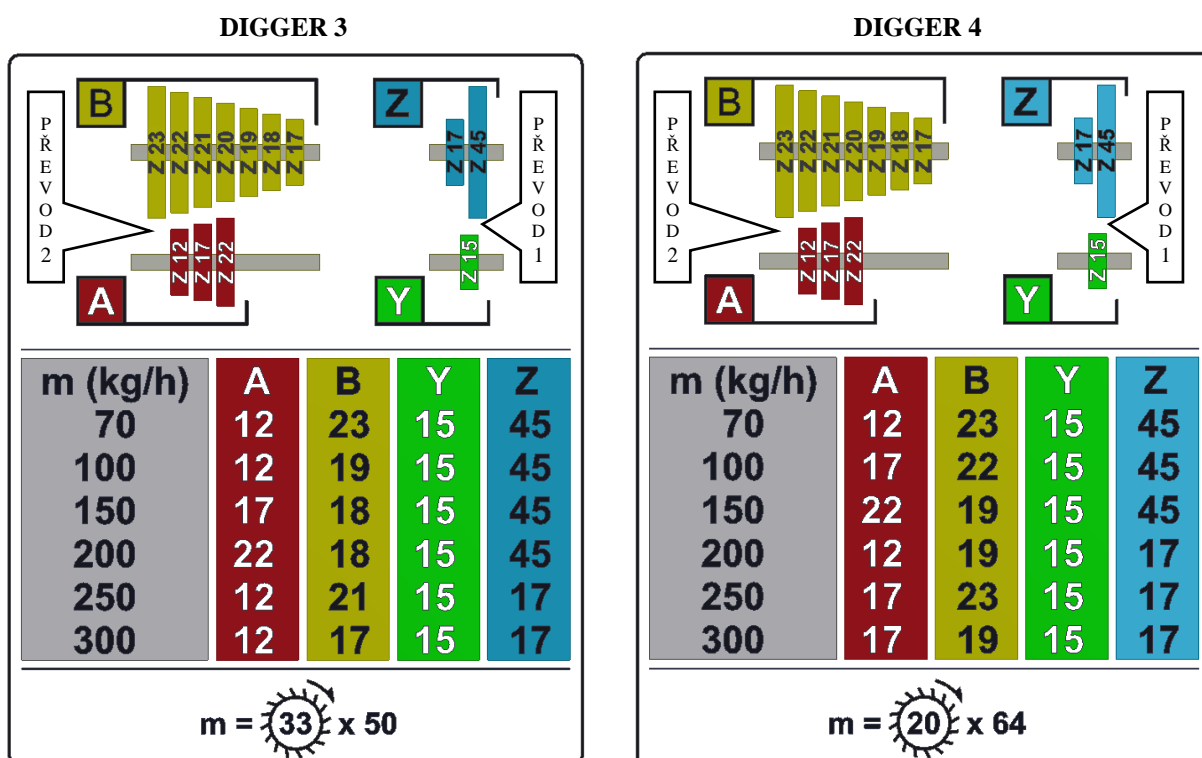 DIGGER 3
B
Z 23 Z 22 Z 21 Z 20 Z 19 Z 18 Z 17
Z
Z 17 Z 45
PŘEVOD 2
PŘEVOD 1
Z 12 Z 17 Z 22
Z 15
A
Y
m (kg/h) A B Y Z
70 12 23 15 45
100 12 19 15 45
150 17 18 15 45
200 22 18 15 45
250 12 21 15 17
300 12 17 15 17
m = 33 x 50
DIGGER 4
B
Z 23 Z 22 Z 21 Z 20 Z 19 Z 18 Z 17
Z
Z 17 Z 45
PŘEVOD 2
PŘEVOD 1
Z 12 Z 17 Z 22
Z 15
A
Y
m (kg/h) A B Y Z
70 12 23 15 45
100 17 22 15 45
150 22 19 15 45
200 12 19 15 17
250 17 23 15 17
300 17 19 15 17
m = 20 x 64